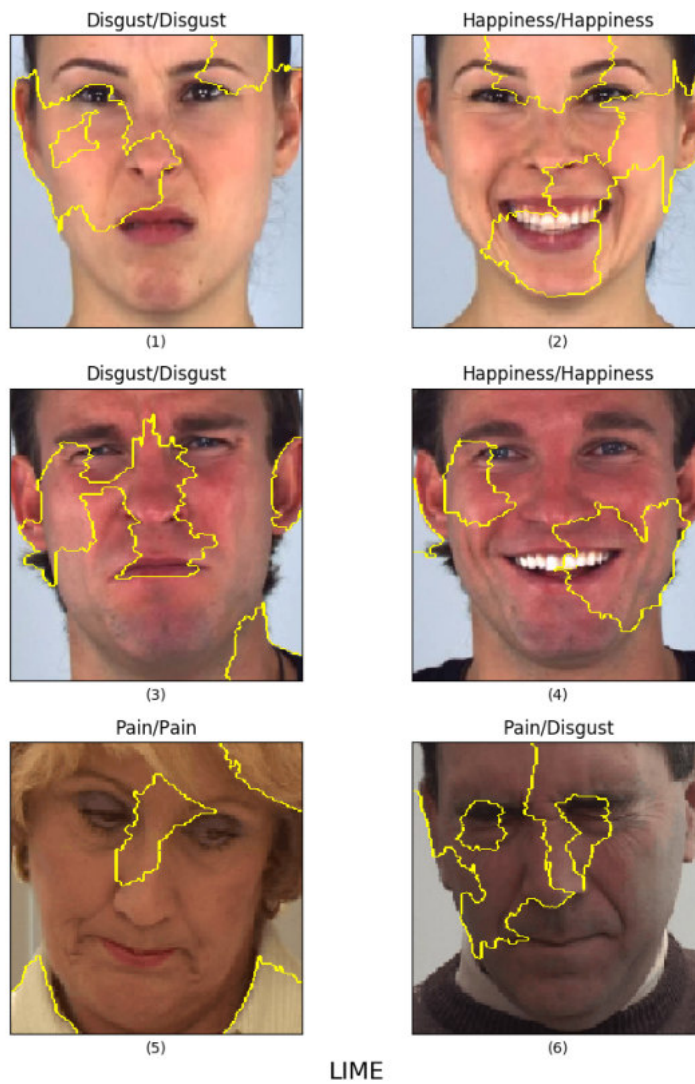 Disgust/Disgust
Happiness/Happiness
(1)
(2)
Disgust/Disgust
Happiness/Happiness
(3)
(4)
Pain/Pain
Pain/Disgust
(5)
(6)
LIME